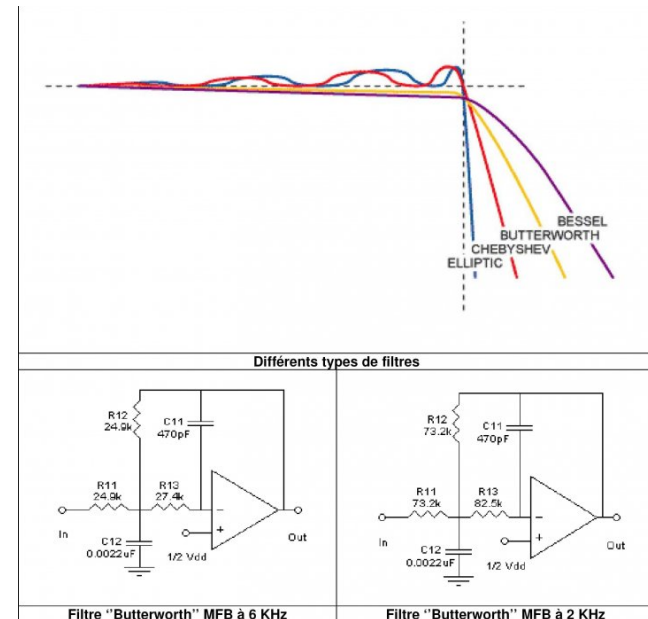 BESSEL
BUTTERWORTH
CHEBYSHEV
ELLIPTIC
Différents types de filtres
R12
24.9k
C11
470pF
R11
24.9k
R13
27.4k
In
C12
0.0022uF
1/2 Vdd
Out
R12
73.2k
C11
470pF
R11
73.2k
R13
82.5k
In
C12
0.0022uF
1/2 Vdd
Out
Filtre ‘’Butterworth’’ MFB à 6 KHz
Filtre ‘’Butterworth’’ MFB à 2 KHz